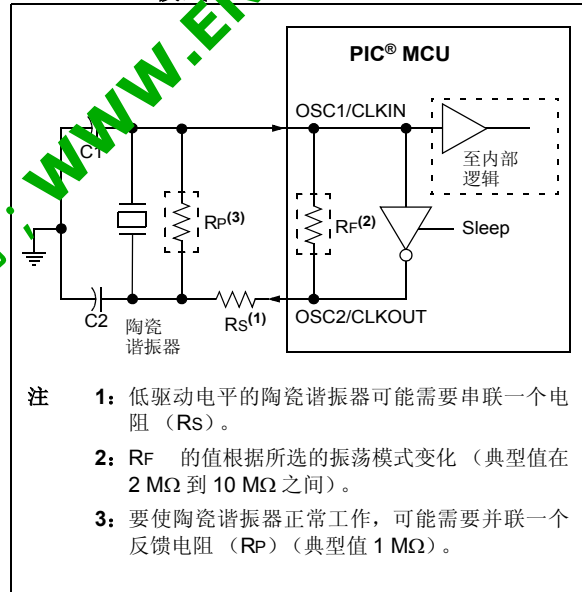 WWW.
PIC® MCU
OSC1/CLKIN
C1
至内部
逻辑
RP(3)
RF(2)
Sleep
C2
陶瓷
谐振器
RS(1)
OSC2/CLKOUT
注 1：低驱动电平的陶瓷谐振器可能需要串联一个电
阻 （RS）。
2：RF 的值根据所选的振荡模式变化 （典型值在
2 MΩ 到 10 MΩ 之间）。
3：要使陶瓷谐振器正常工作，可能需要并联一个
反馈电阻 （RP）（典型值 1 MΩ）。